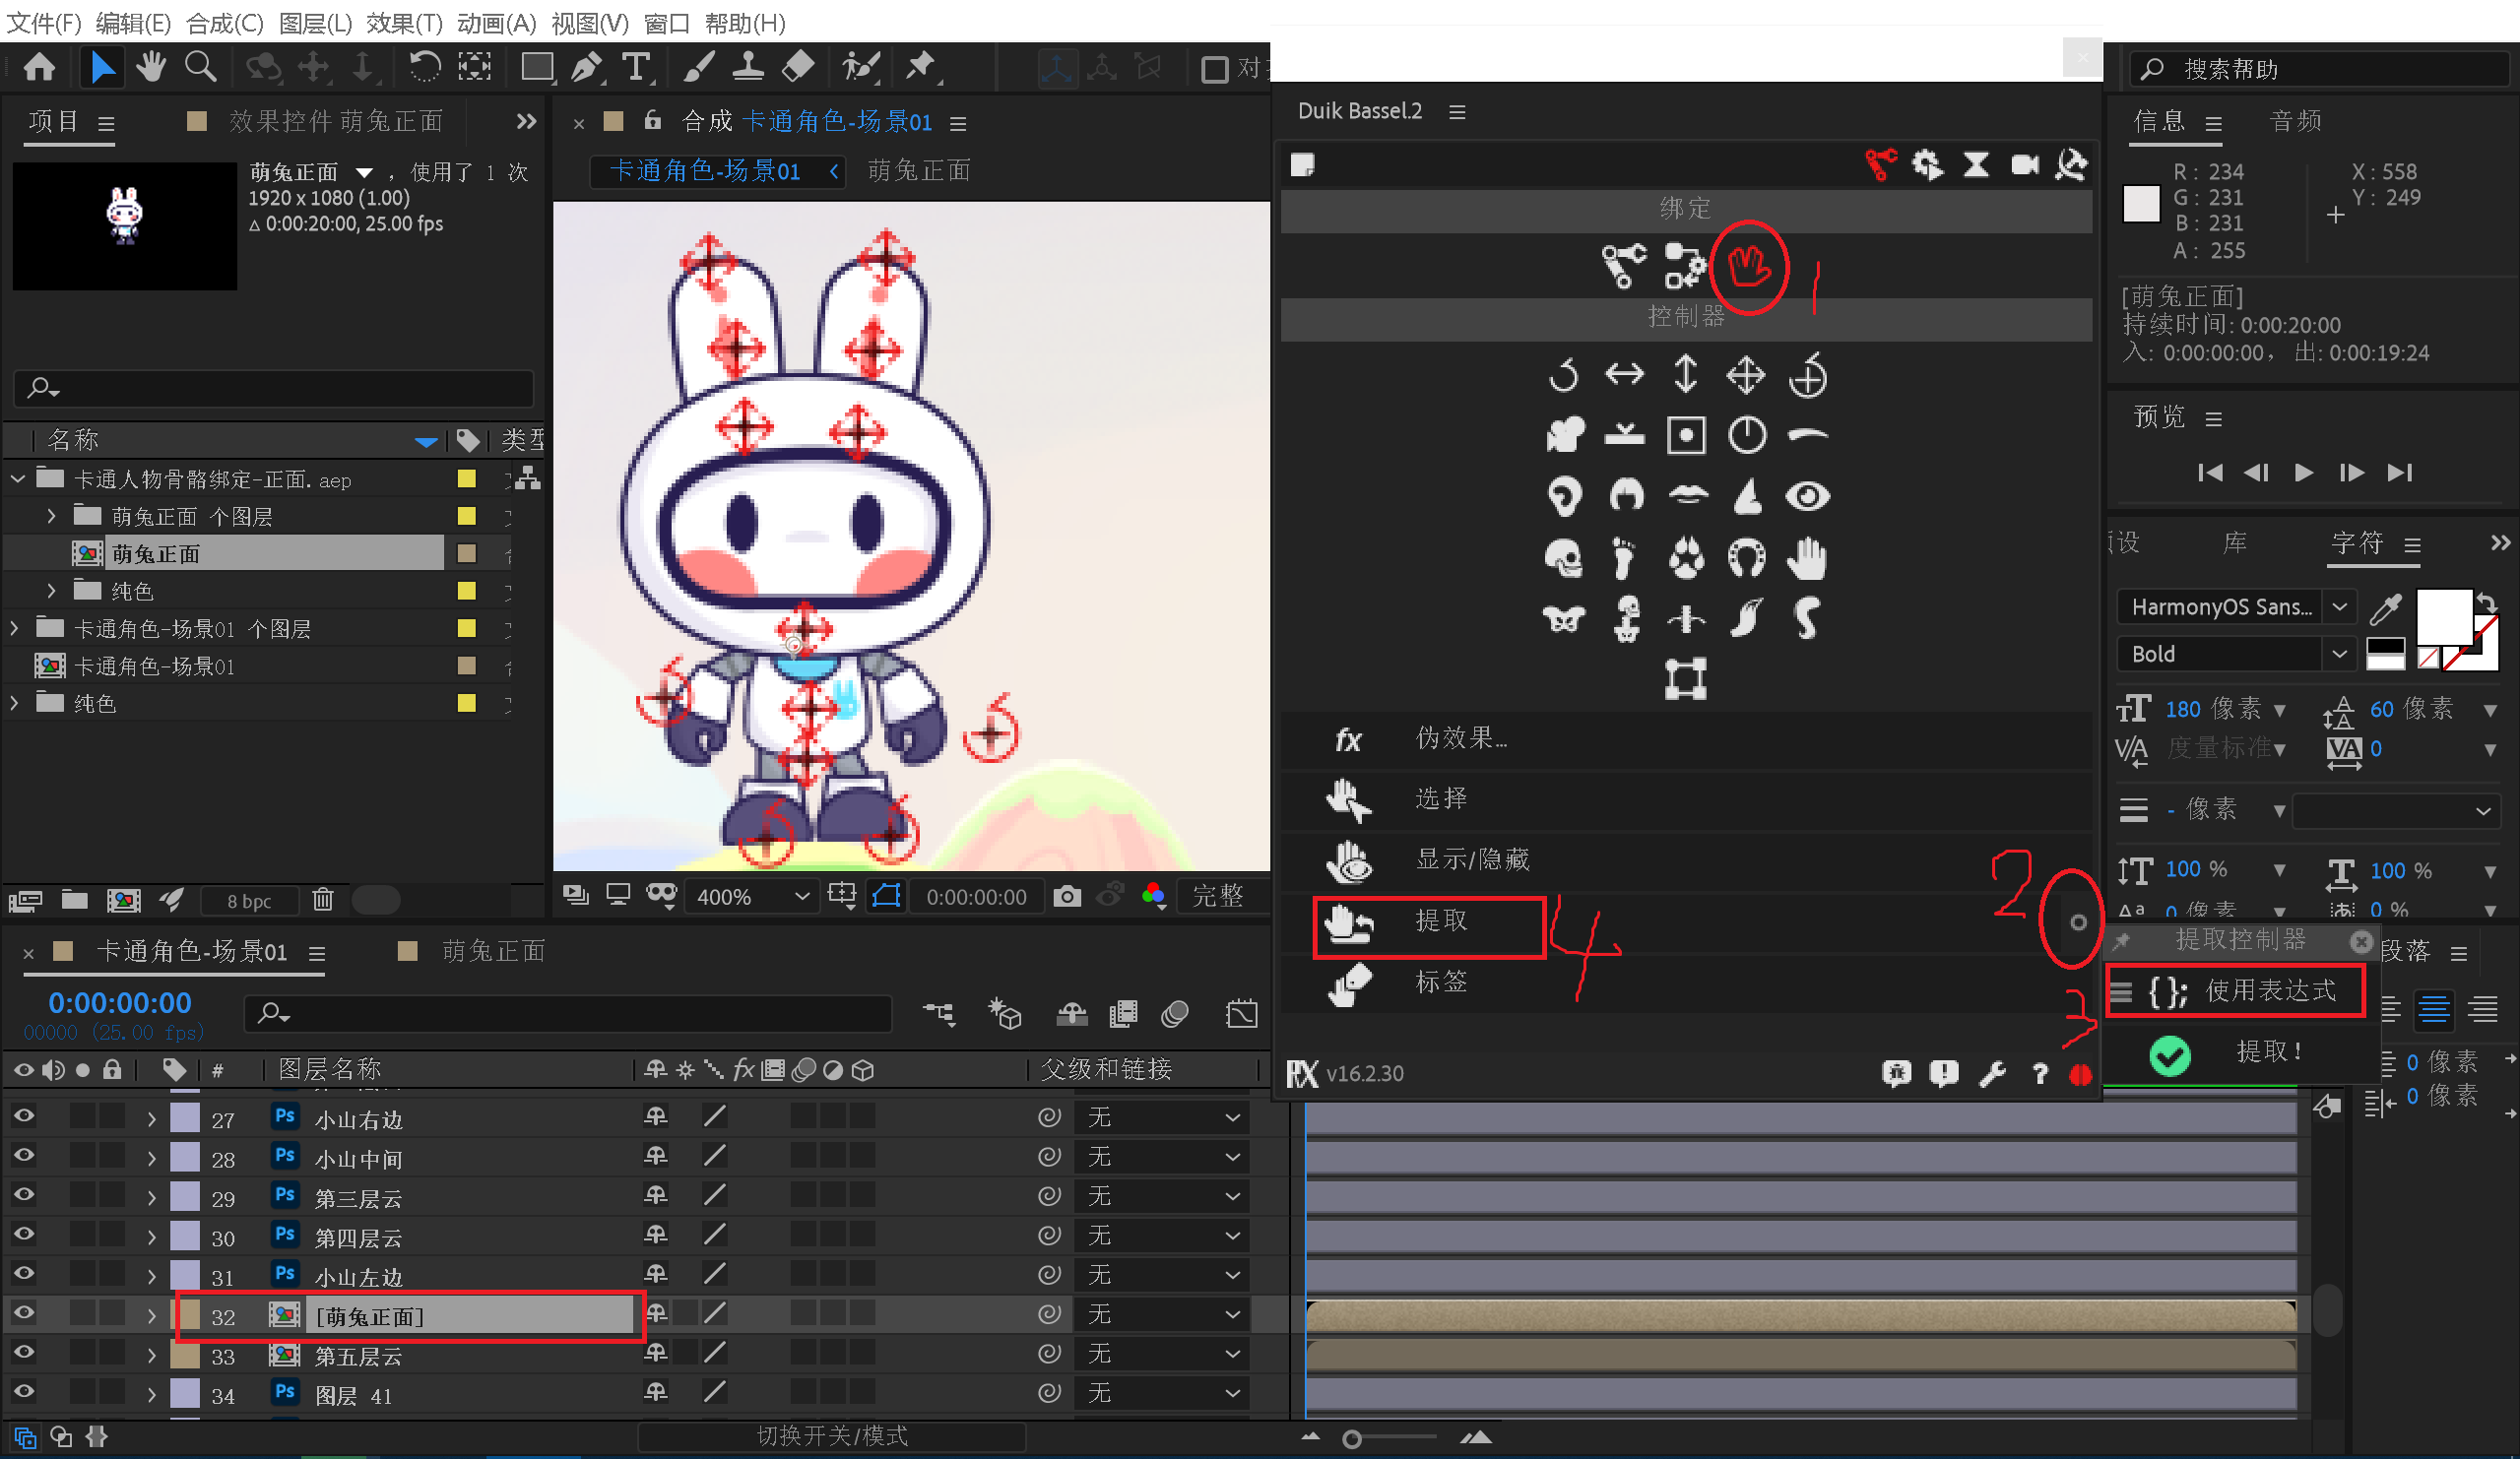 文件(F) 编辑(E) 合成(C) 图层(L) 效果(T) 动画(A) 视图(V) 窗口 帮助(H)
对
搜索帮助
项目
效果控件 萌兔正面
萌兔正面 ，使用了 1 次
1920 x 1080 (1.00)
△ 0:00:20:00, 25.00 fps
名称
类型
卡通人物骨骼绑定-正面.aep
萌兔正面 个图层
萌兔正面
纯色
卡通角色-场景01 个图层
卡通角色-场景01
纯色
8 bpc
合成 卡通角色-场景01
卡通角色-场景01
萌兔正面
400%
0:00:00:00
完整
Duik Bassel.2
绑定
1
控制器
fx 伪效果…
选择
显示/隐藏
2
提取
4
标签
3
v16.2.30
提取控制器
{}; 使用表达式
提取!
信息
音频
R : 234
G : 231
B : 231
A : 255
X : 558
Y : 249
[萌兔正面]
持续时间: 0:00:20:00
入: 0:00:00:00，出: 0:00:19:24
预览
设
库
字符
HarmonyOS Sans...
Bold
180 像素
60 像素
度量标准
0
- 像素
100 %
100 %
0 像素
0 %
段落
0 像素
0 像素
卡通角色-场景01
萌兔正面
0:00:00:00
00000 (25.00 fps)
#
图层名称
fx
父级和链接
27 Ps 小山右边 无
28 Ps 小山中间 无
29 Ps 第三层云 无
30 Ps 第四层云 无
31 Ps 小山左边 无
32 [萌兔正面] 无
33 第五层云 无
34 Ps 图层 41 无
切换开关/模式